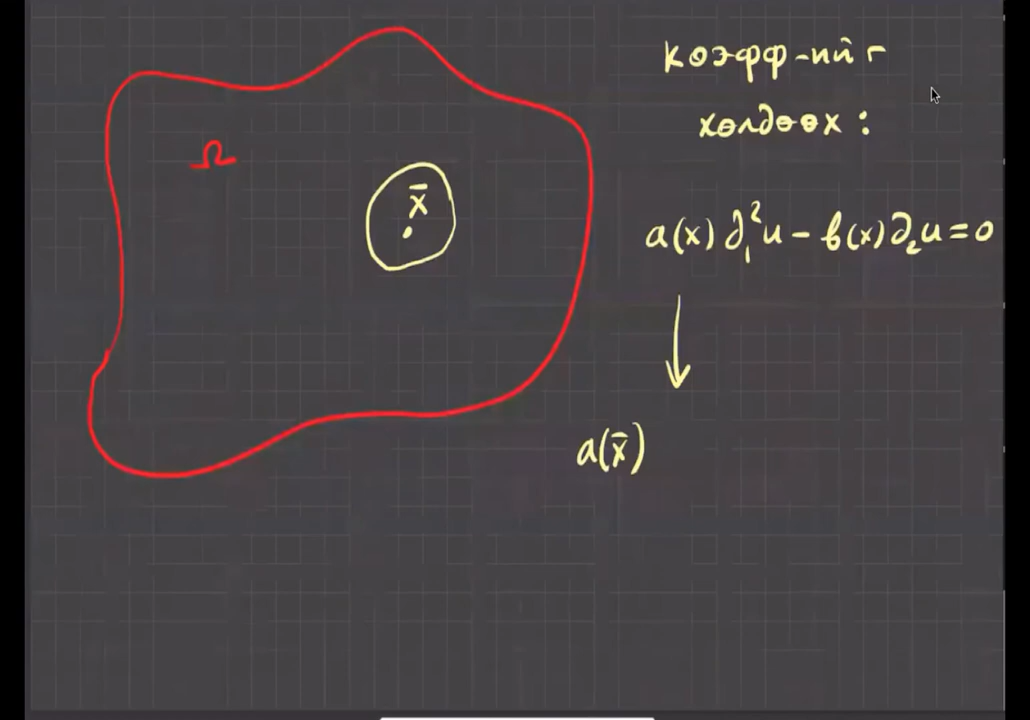 коэфф-ийг
хөлдөөх :
Ω
x̄
a(x) ∂₁²u − b(x) ∂₂u = 0
a(x̄)